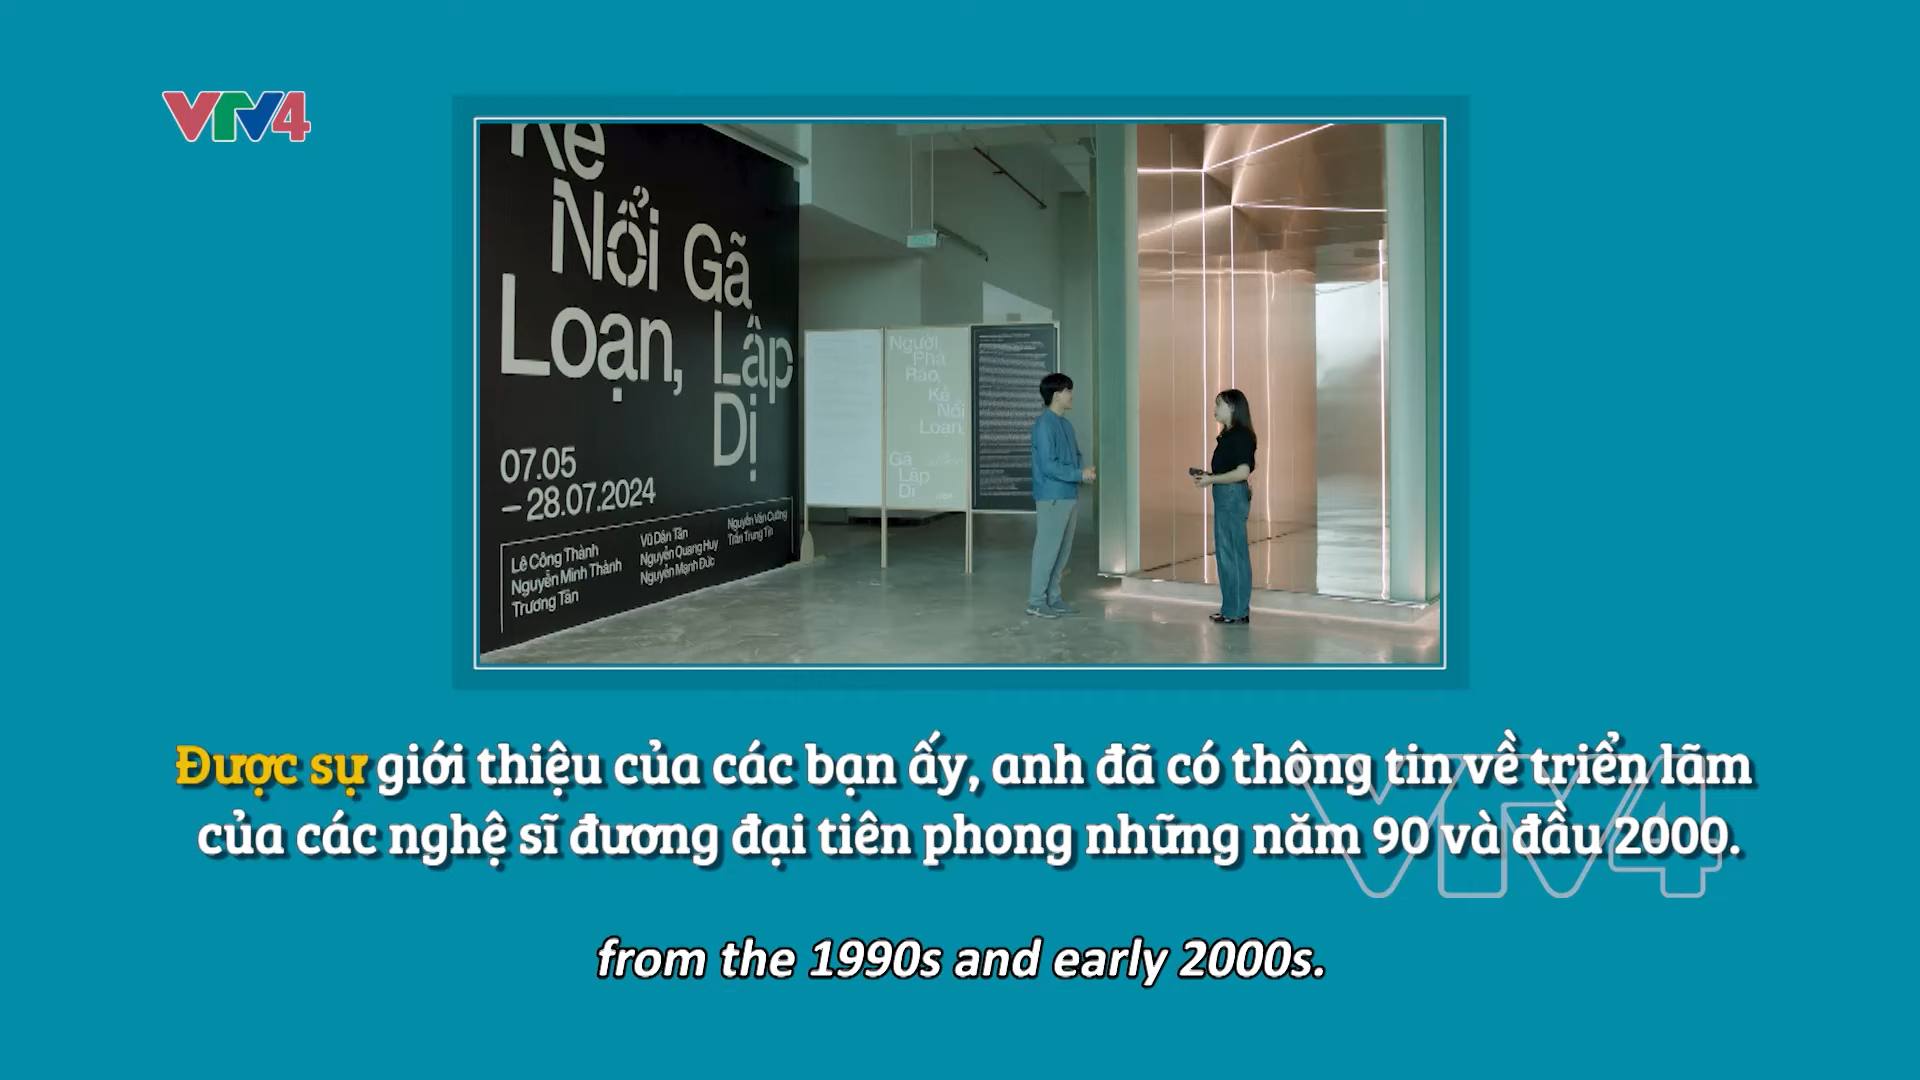 VTV4
Kẻ
Nổi Gã
Loạn, Lập
Dị
07.05
– 28.07.2024
Lê Công Thành
Nguyễn Minh Thành
Trương Tân
Vũ Dân Tân
Nguyễn Quang Huy
Nguyễn Mạnh Đức
Nguyễn Văn Cường
Trần Trung Tín
Người
Phá
Rào,
Kẻ
Nổi
Loạn,
Gã
Lập
Dị
Được sự giới thiệu của các bạn ấy, anh đã có thông tin về triển lãm
của các nghệ sĩ đương đại tiên phong những năm 90 và đầu 2000.
VTV4
from the 1990s and early 2000s.